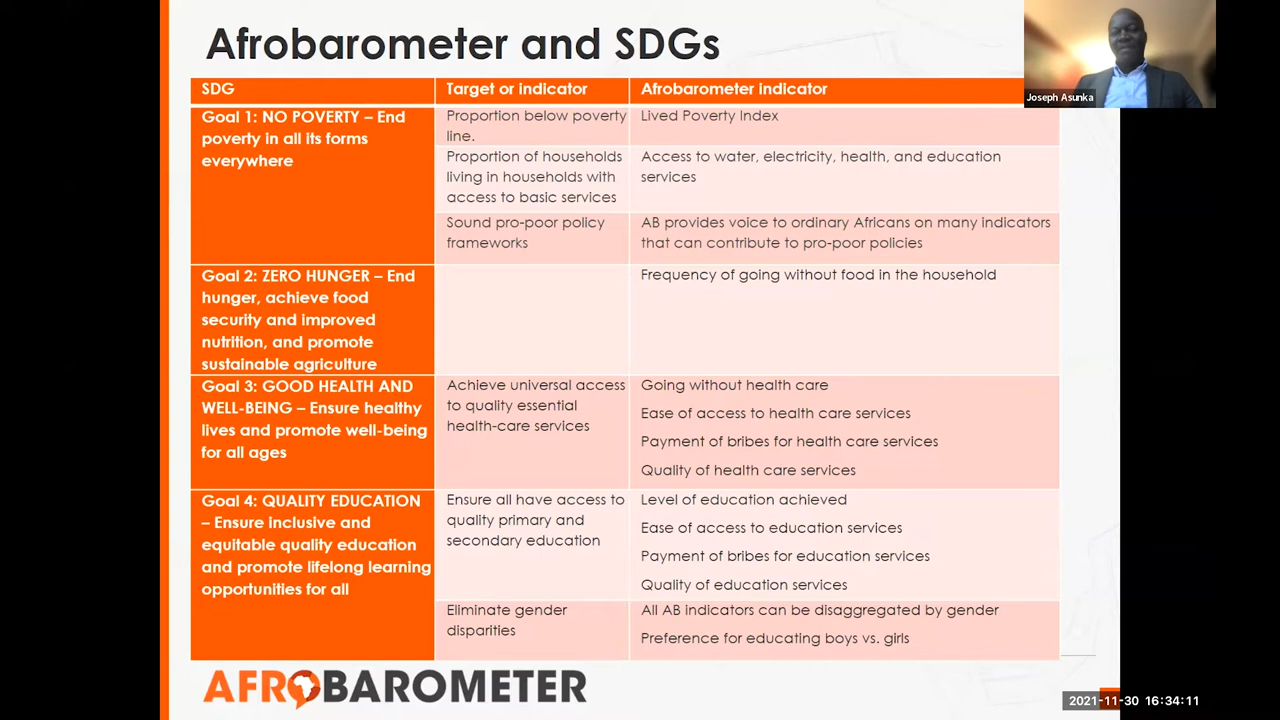 Afrobarometer and SDGs
Joseph Asunka
SDG
Target or indicator
Afrobarometer indicator
Goal 1: NO POVERTY – End
poverty in all its forms
everywhere
Proportion below poverty
line.
Lived Poverty Index
Proportion of households
living in households with
access to basic services
Access to water, electricity, health, and education
services
Sound pro-poor policy
frameworks
AB provides voice to ordinary Africans on many indicators
that can contribute to pro-poor policies
Goal 2: ZERO HUNGER – End
hunger, achieve food
security and improved
nutrition, and promote
sustainable agriculture
Frequency of going without food in the household
Goal 3: GOOD HEALTH AND
WELL-BEING – Ensure healthy
lives and promote well-being
for all ages
Achieve universal access
to quality essential
health-care services
Going without health care
Ease of access to health care services
Payment of bribes for health care services
Quality of health care services
Goal 4: QUALITY EDUCATION
– Ensure inclusive and
equitable quality education
and promote lifelong learning
opportunities for all
Ensure all have access to
quality primary and
secondary education
Level of education achieved
Ease of access to education services
Payment of bribes for education services
Quality of education services
Eliminate gender
disparities
All AB indicators can be disaggregated by gender
Preference for educating boys vs. girls
AFROBAROMETER
2021-11-30 16:34:11